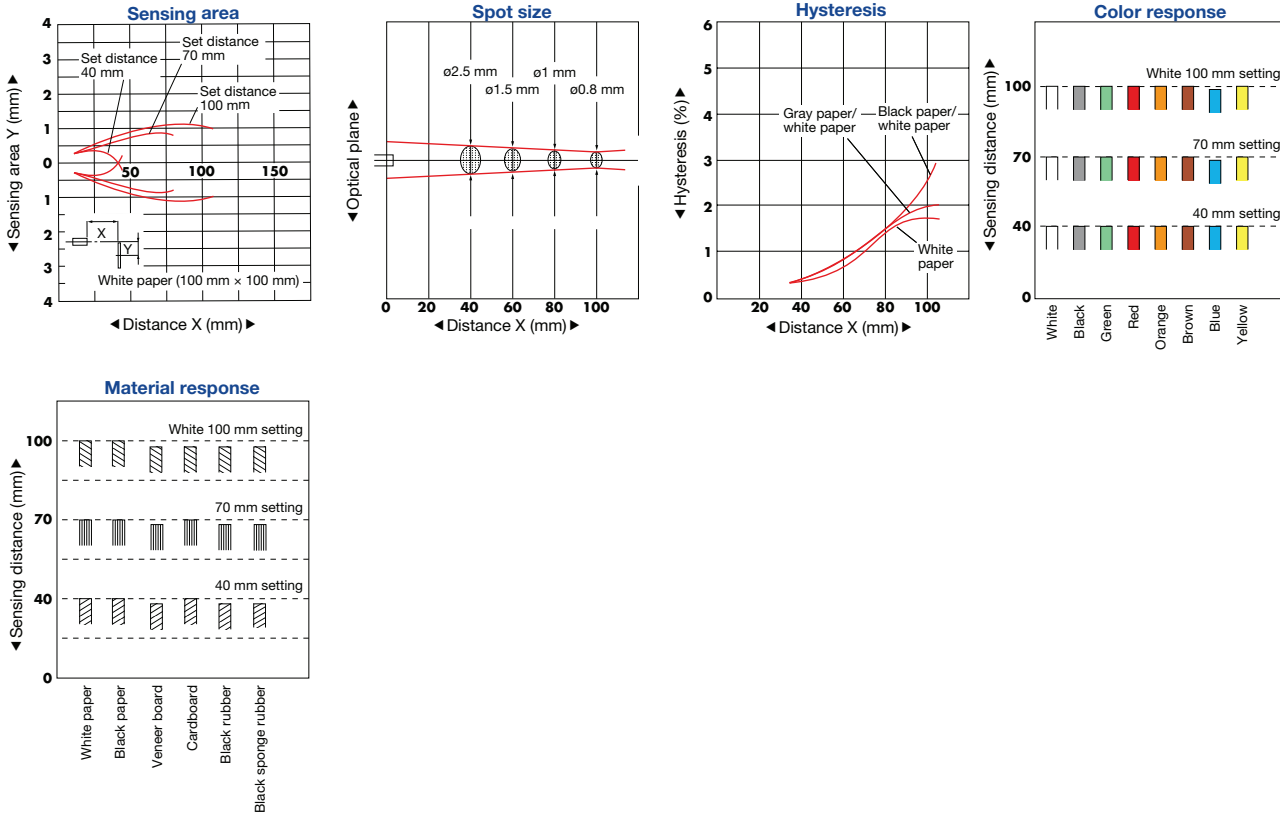 Sensing area
4
3
2
1
0
1
2
3
4
50
100
150
Set distance
40 mm
Set distance
70 mm
Set distance
100 mm
X
Y
White paper (100 mm × 100 mm)
◄Sensing area Y (mm)►
◄Distance X (mm)►
Spot size
ø2.5 mm
ø1.5 mm
ø1 mm
ø0.8 mm
◄Optical plane►
0 20 40 60 80 100
◄Distance X (mm)►
Hysteresis
6
5
4
3
2
1
0
Gray paper/
white paper
Black paper/
white paper
White
paper
◄Hysteresis (%)►
20 40 60 80 100
◄Distance X (mm)►
Color response
◄Sensing distance (mm)►
100
70
40
0
White 100 mm setting
70 mm setting
40 mm setting
White
Black
Green
Red
Orange
Brown
Blue
Yellow
Material response
◄Sensing distance (mm)►
100
70
40
0
White 100 mm setting
70 mm setting
40 mm setting
White paper
Black paper
Veneer board
Cardboard
Black rubber
Black sponge rubber